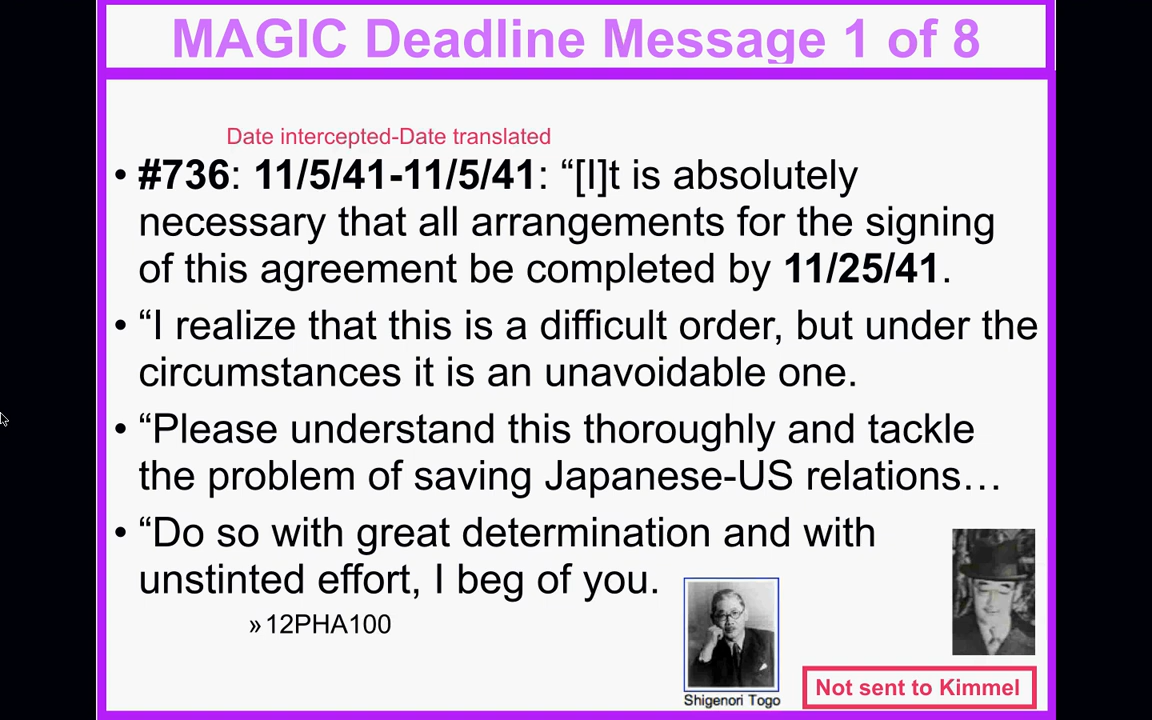 MAGIC Deadline Message 1 of 8
Date intercepted-Date translated
• #736: 11/5/41-11/5/41: “[I]t is absolutely
necessary that all arrangements for the signing
of this agreement be completed by 11/25/41.
• “I realize that this is a difficult order, but under the
circumstances it is an unavoidable one.
• “Please understand this thoroughly and tackle
the problem of saving Japanese-US relations…
• “Do so with great determination and with
unstinted effort, I beg of you.
» 12PHA100
Shigenori Togo
Not sent to Kimmel